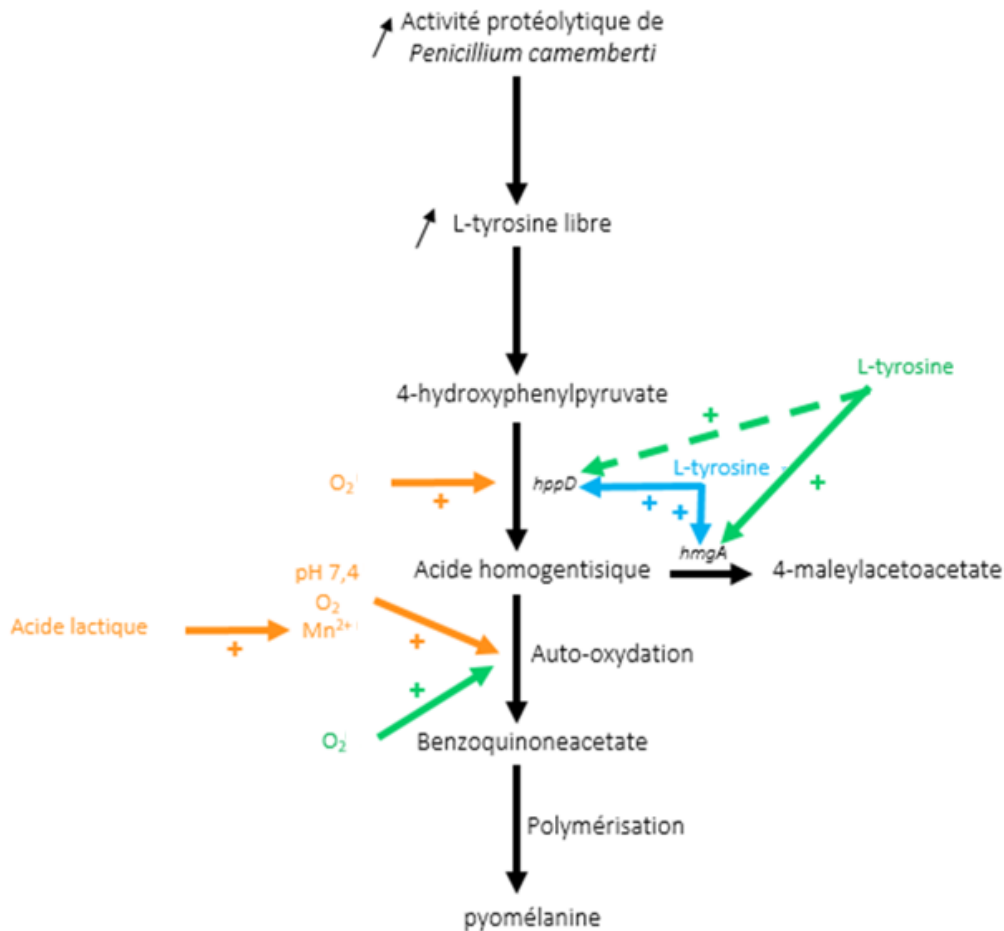 Activité protéolytique de
Penicillium camemberti
L-tyrosine libre
L-tyrosine
4-hydroxyphenylpyruvate
+
L-tyrosine
O₂
hppD
+
+
+
+
+
hmgA
pH 7,4
Acide homogentisique
4-maleylacetoacetate
O₂
Acide lactique
Mn²⁺
+
+
Auto-oxydation
+
O₂
Benzoquinoneacetate
Polymérisation
pyomélanine